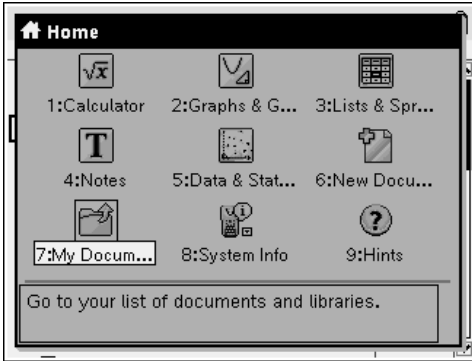 Home
1:Calculator 2:Graphs & G... 3:Lists & Spr...
4:Notes 5:Data & Stat... 6:New Docu...
7:My Docum... 8:System Info 9:Hints
Go to your list of documents and libraries.